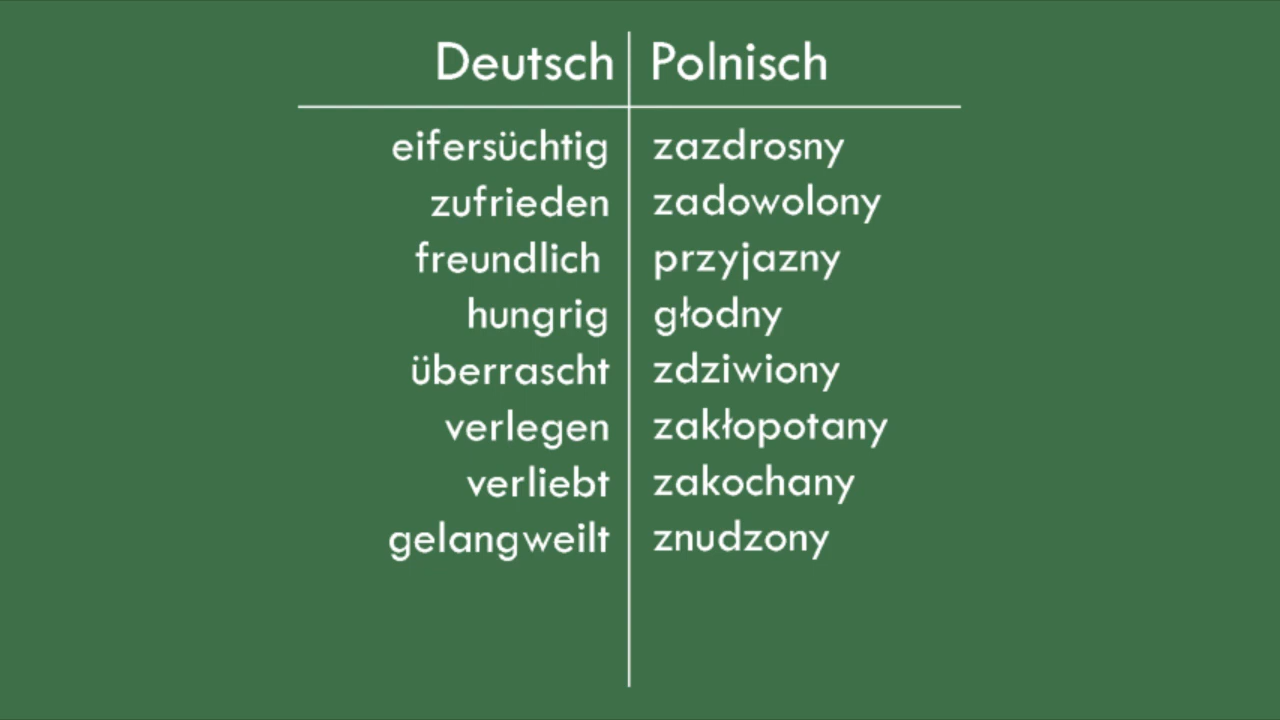 Deutsch Polnisch
eifersüchtig zazdrosny
zufrieden zadowolony
freundlich przyjazny
hungrig głodny
überrascht zdziwiony
verlegen zakłopotany
verliebt zakochany
gelangweilt znudzony